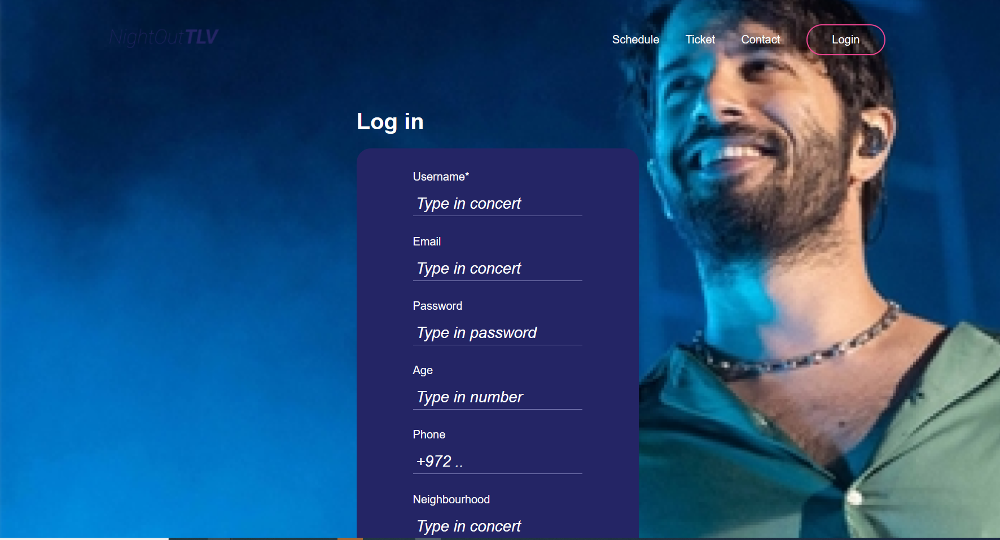 NightOutTLV
Schedule Ticket Contact Login
Log in
Username*
Type in concert
Email
Type in concert
Password
Type in password
Age
Type in number
Phone
+972 ..
Neighbourhood
Type in concert